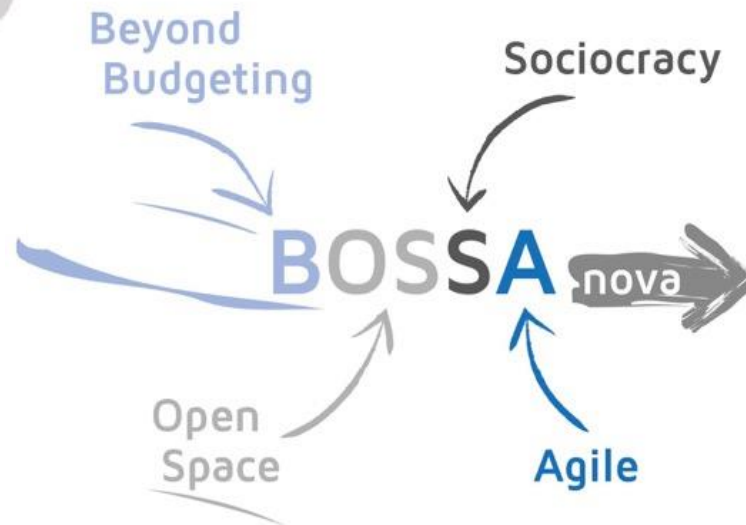 Beyond
Budgeting
Sociocracy
BOSSA nova
Open
Space
Agile